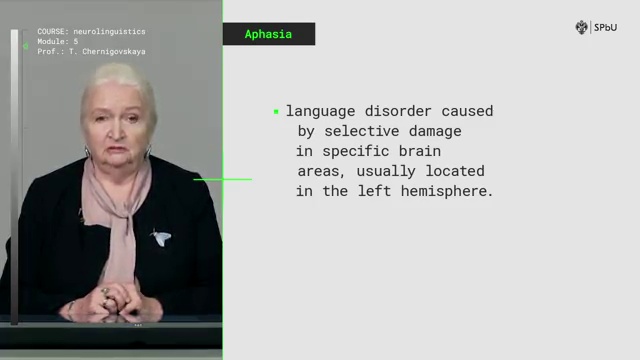 COURSE: neurolinguistics
Module: 5
Prof.: T. Chernigovskaya
Aphasia
SPbU
language disorder caused
by selective damage
in specific brain
areas, usually located
in the left hemisphere.